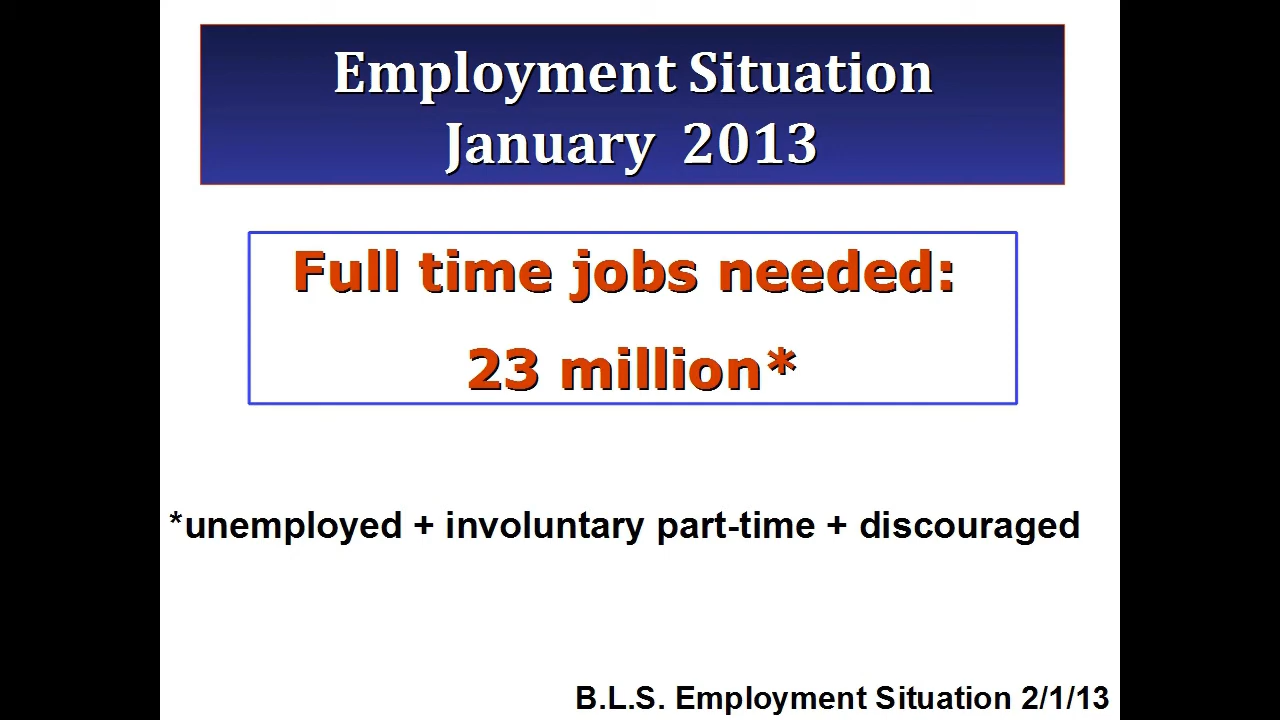 Employment Situation
January 2013
Full time jobs needed:
23 million*
*unemployed + involuntary part-time + discouraged
B.L.S. Employment Situation 2/1/13